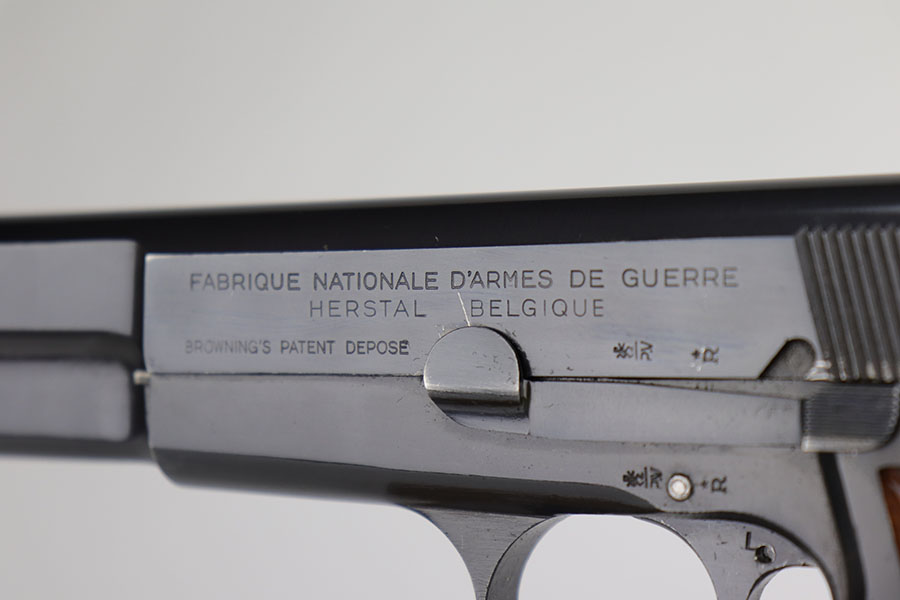 FABRIQUE NATIONALE D'ARMES DE GUERRE
HERSTAL BELGIQUE
BROWNING'S PATENT DEPOSE
R
R
L